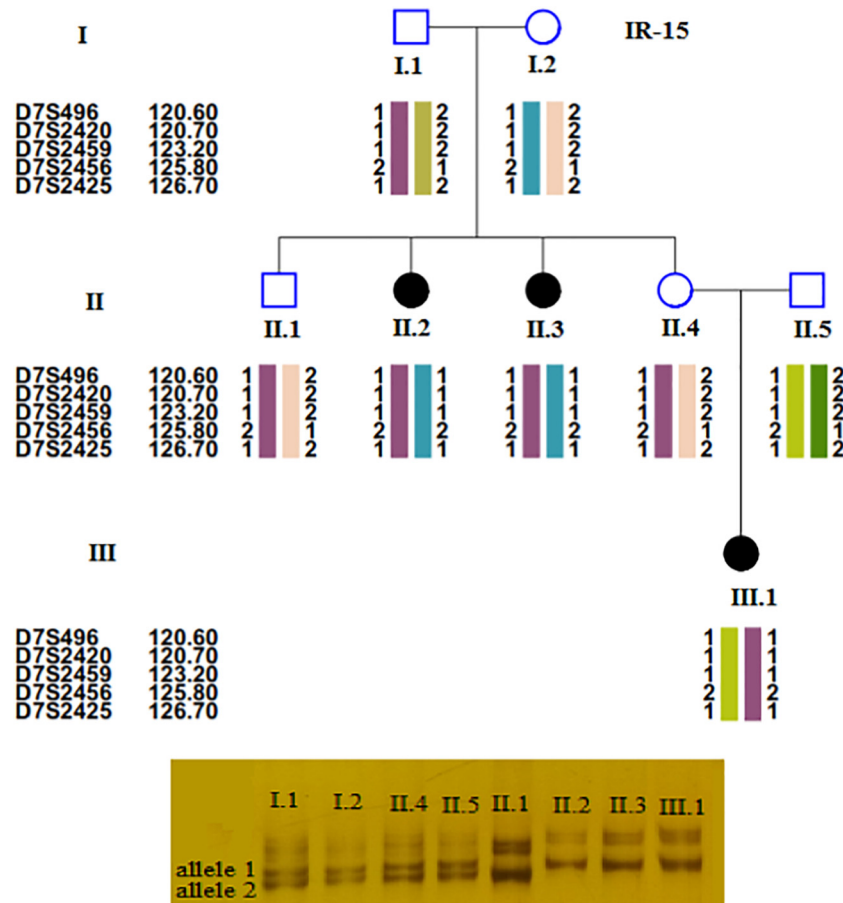 I IR-15
I.1 I.2
D7S496 120.60 1 2 1 2
D7S2420 120.70 1 2 1 2
D7S2459 123.20 1 2 1 2
D7S2456 125.80 2 1 2 1
D7S2425 126.70 1 2 1 2
II
II.1 II.2 II.3 II.4 II.5
D7S496 120.60 1 2 1 1 1 1 1 2 1 2
D7S2420 120.70 1 2 1 1 1 1 1 2 1 2
D7S2459 123.20 1 2 1 1 1 1 1 2 1 2
D7S2456 125.80 2 1 2 2 2 2 2 1 2 1
D7S2425 126.70 1 2 1 1 1 1 1 2 1 2
III
III.1
D7S496 120.60 1 1
D7S2420 120.70 1 1
D7S2459 123.20 1 1
D7S2456 125.80 2 2
D7S2425 126.70 1 1
I.1 I.2 II.4 II.5 II.1 II.2 II.3 III.1
allele 1
allele 2